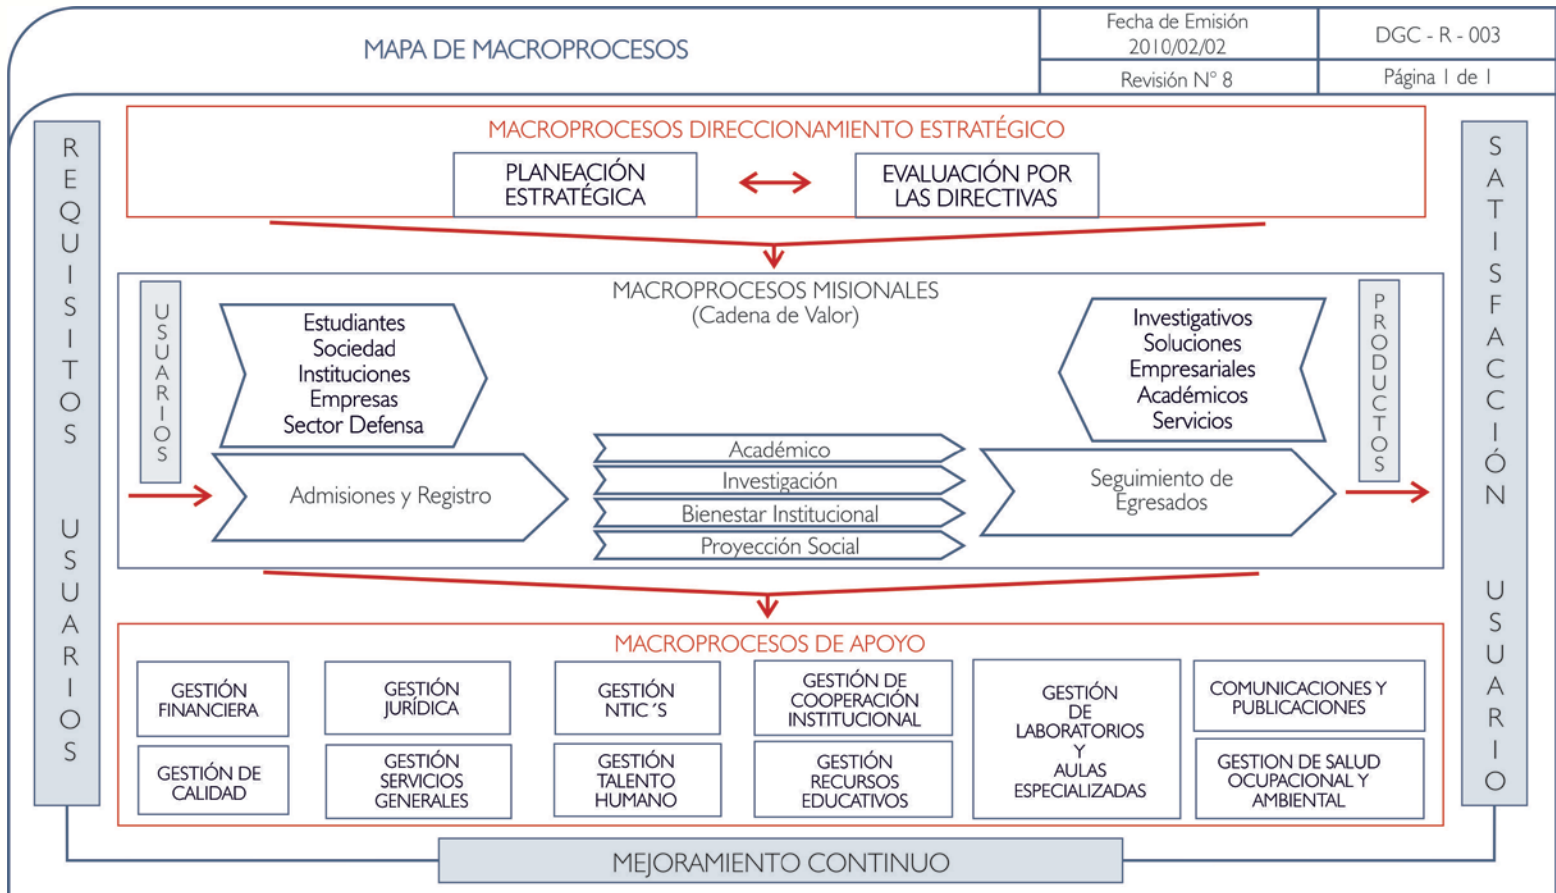 MAPA DE MACROPROCESOS
Fecha de Emisión
2010/02/02
DGC - R - 003
Revisión N° 8
Página 1 de 1
REQUISITOS USUARIOS
MACROPROCESOS DIRECCIONAMIENTO ESTRATÉGICO
PLANEACIÓN
ESTRATÉGICA
EVALUACIÓN POR
LAS DIRECTIVAS
SATISFACCIÓN USUARIO
MACROPROCESOS MISIONALES
(Cadena de Valor)
USUARIOS
Estudiantes
Sociedad
Instituciones
Empresas
Sector Defensa
Investigativos
Soluciones
Empresariales
Académicos
Servicios
PRODUCTOS
Admisiones y Registro
Académico
Investigación
Bienestar Institucional
Proyección Social
Seguimiento de
Egresados
MACROPROCESOS DE APOYO
GESTIÓN
FINANCIERA
GESTIÓN
JURÍDICA
GESTIÓN
NTIC´S
GESTIÓN DE
COOPERACIÓN
INSTITUCIONAL
GESTIÓN
DE
LABORATORIOS
Y
AULAS
ESPECIALIZADAS
COMUNICACIONES Y
PUBLICACIONES
GESTIÓN DE
CALIDAD
GESTIÓN
SERVICIOS
GENERALES
GESTIÓN
TALENTO
HUMANO
GESTIÓN
RECURSOS
EDUCATIVOS
GESTION DE SALUD
OCUPACIONAL Y
AMBIENTAL
MEJORAMIENTO CONTINUO